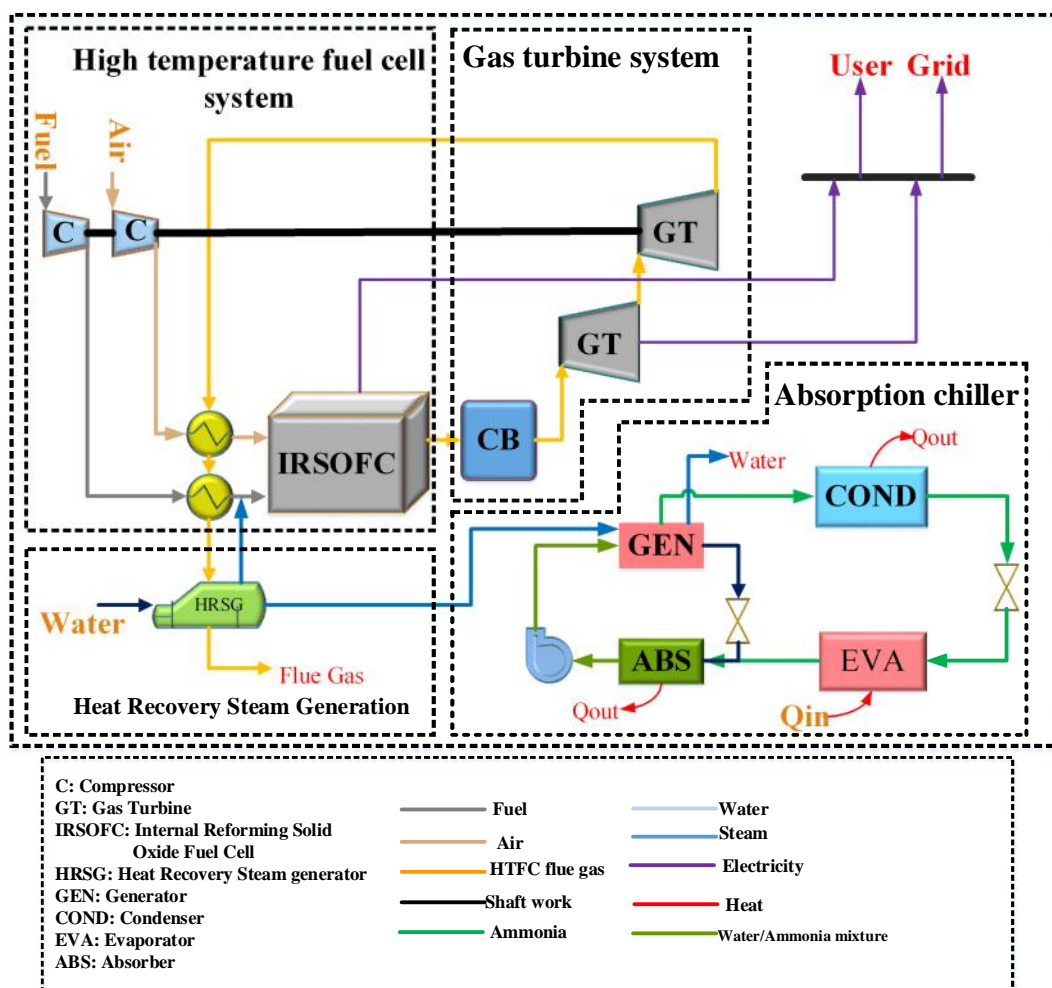 High temperature fuel cell
system
Gas turbine system
User Grid
Fuel
Air
C
C
GT
GT
IRSOFC
CB
Absorption chiller
Water
Qout
COND
GEN
HRSG
Water
Flue Gas
ABS
EVA
Qout
Qin
Heat Recovery Steam Generation
C: Compressor
GT: Gas Turbine
IRSOFC: Internal Reforming Solid
Oxide Fuel Cell
HRSG: Heat Recovery Steam generator
GEN: Generator
COND: Condenser
EVA: Evaporator
ABS: Absorber
Fuel
Air
HTFC flue gas
Shaft work
Ammonia
Water
Steam
Electricity
Heat
Water/Ammonia mixture